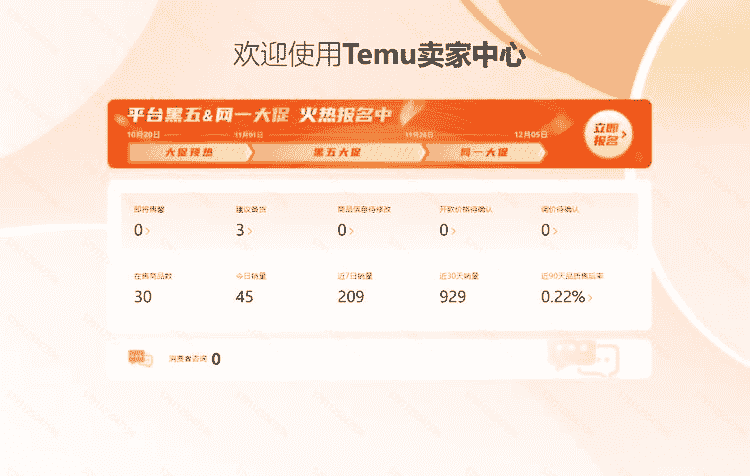 欢迎使用Temu卖家中心
平台黑五&网一大促 火热报名中
10月20日
11月01日
11月26日
12月05日
立即
报名
大促预热
黑五大促
网一大促
即将售罄
建议备货
商品信息待修改
开款价格待确认
调价待确认
0
3
0
0
0
在售商品数
今日销量
近7日销量
近30天销量
近90天品质售后率
30
45
209
929
0.22%
0